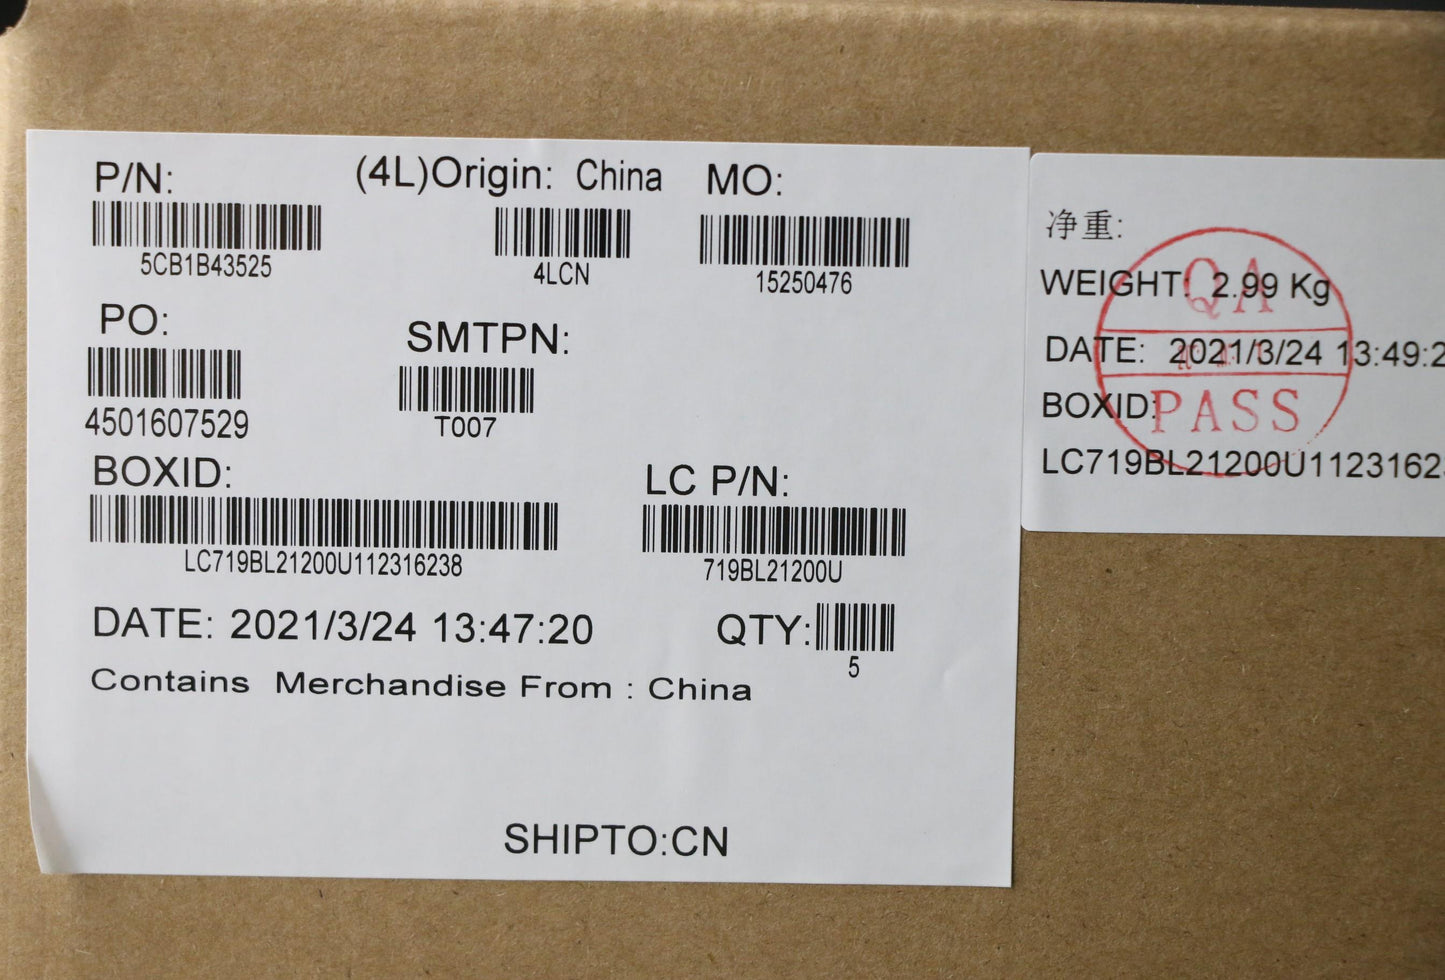 P/N: (4L)Origin: China MO:
5CB1B43525 4LCN 15250476
PO: SMTPN:
4501607529 T007
BOXID: LC P/N:
LC719BL21200U112316238 719BL21200U
DATE: 2021/3/24 13:47:20 QTY:
5
Contains Merchandise From : China
SHIPTO:CN
净重:
WEIGHT: 2.99 Kg
DATE: 2021/3/24 13:49:2
BOXID:
LC719BL21200U1123162
QA
PASS